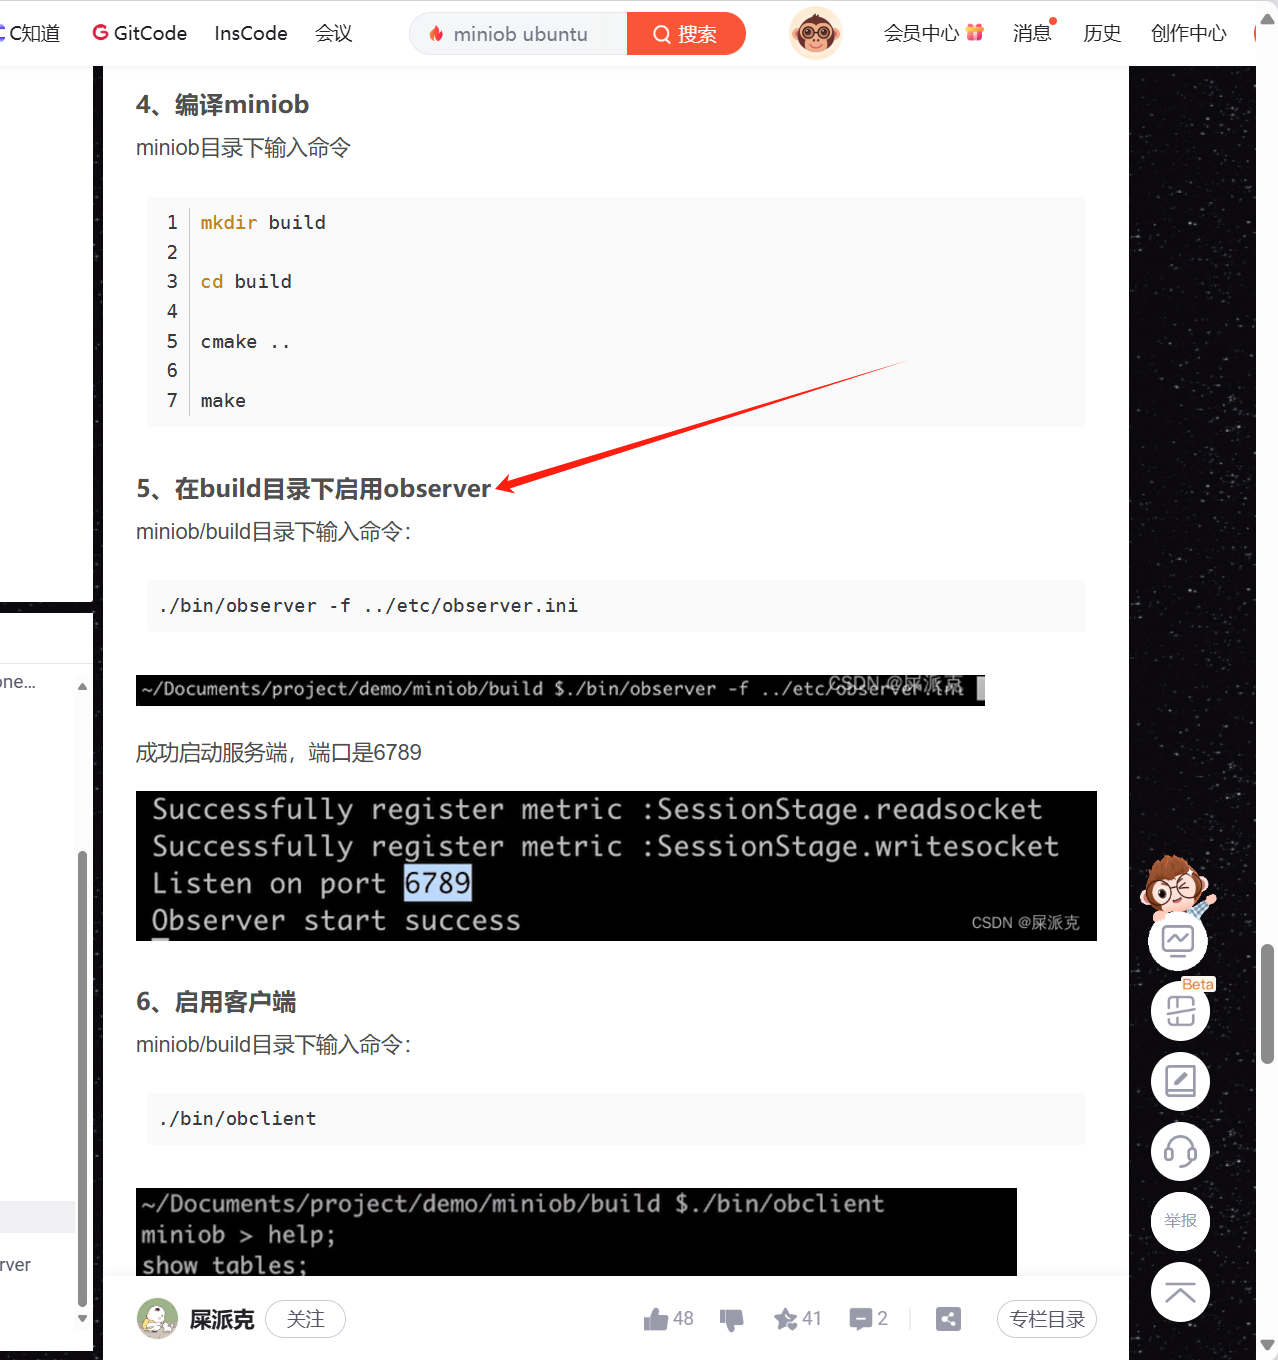 C知道 GitCode InsCode 会议 miniob ubuntu 搜索 会员中心 消息 历史 创作中心
4、编译miniob
miniob目录下输入命令
1 mkdir build
2
3 cd build
4
5 cmake ..
6
7 make
5、在build目录下启用observer
miniob/build目录下输入命令：
./bin/observer -f ../etc/observer.ini
one...
~/Documents/project/demo/miniob/build $./bin/observer -f ../etc/observer.ini
CSDN @屎派克
成功启动服务端，端口是6789
Successfully register metric :SessionStage.readsocket
Successfully register metric :SessionStage.writesocket
Listen on port 6789
Observer start success
CSDN @屎派克
Beta
6、启用客户端
miniob/build目录下输入命令：
./bin/obclient
~/Documents/project/demo/miniob/build $./bin/obclient
miniob > help;
show tables;
举报
rver
屎派克 关注 48 41 2 专栏目录